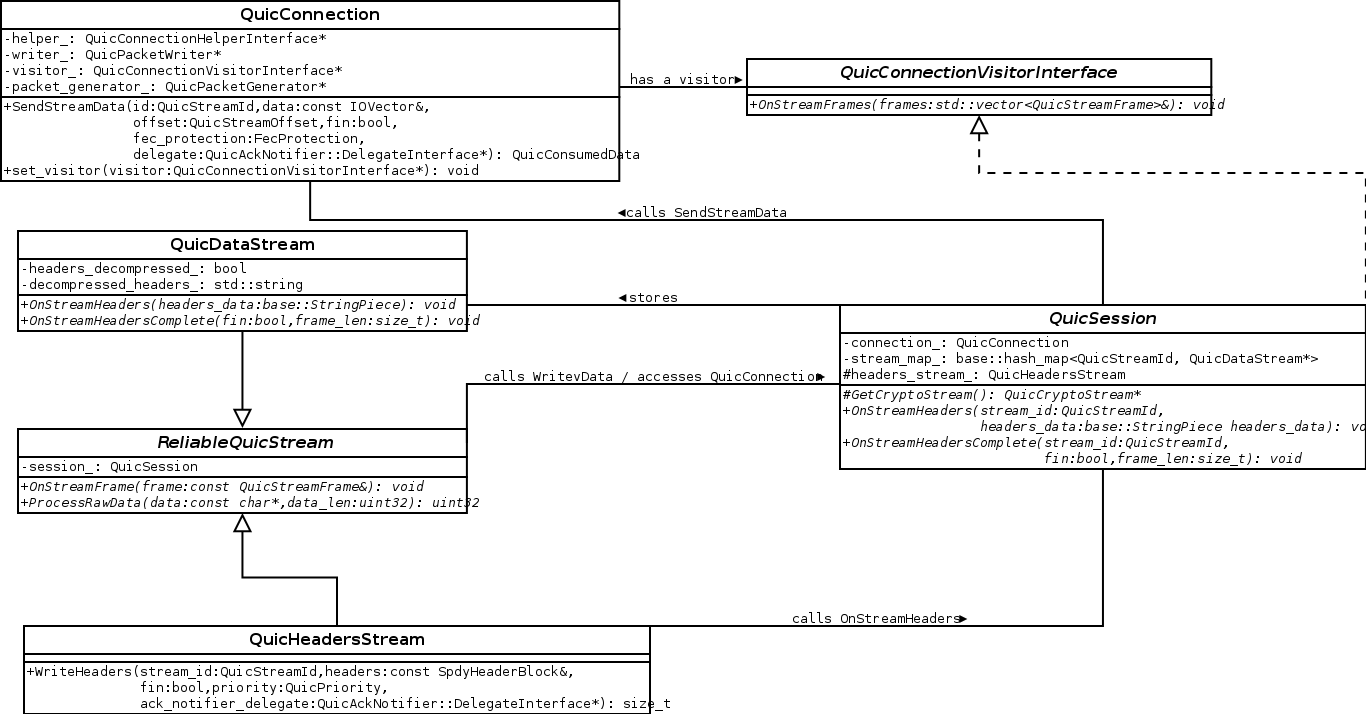 QuicConnection
-helper_: QuicConnectionHelperInterface*
-writer_: QuicPacketWriter*
-visitor_: QuicConnectionVisitorInterface*
-packet_generator_: QuicPacketGenerator*
+SendStreamData(id:QuicStreamId,data:const IOVector&,
offset:QuicStreamOffset,fin:bool,
fec_protection:FecProtection,
delegate:QuicAckNotifier::DelegateInterface*): QuicConsumedData
+set_visitor(visitor:QuicConnectionVisitorInterface*): void
has a visitor
QuicConnectionVisitorInterface
+OnStreamFrames(frames:std::vector<QuicStreamFrame>&): void
calls SendStreamData
QuicDataStream
-headers_decompressed_: bool
-decompressed_headers_: std::string
+OnStreamHeaders(headers_data:base::StringPiece): void
+OnStreamHeadersComplete(fin:bool,frame_len:size_t): void
stores
QuicSession
-connection_: QuicConnection
-stream_map_: base::hash_map<QuicStreamId, QuicDataStream*>
#headers_stream_: QuicHeadersStream
#GetCryptoStream(): QuicCryptoStream*
+OnStreamHeaders(stream_id:QuicStreamId,
headers_data:base::StringPiece headers_data): vo
+OnStreamHeadersComplete(stream_id:QuicStreamId,
fin:bool,frame_len:size_t): void
calls WritevData / accesses QuicConnection
ReliableQuicStream
-session_: QuicSession
+OnStreamFrame(frame:const QuicStreamFrame&): void
+ProcessRawData(data:const char*,data_len:uint32): uint32
calls OnStreamHeaders
QuicHeadersStream
+WriteHeaders(stream_id:QuicStreamId,headers:const SpdyHeaderBlock&,
fin:bool,priority:QuicPriority,
ack_notifier_delegate:QuicAckNotifier::DelegateInterface*): size_t